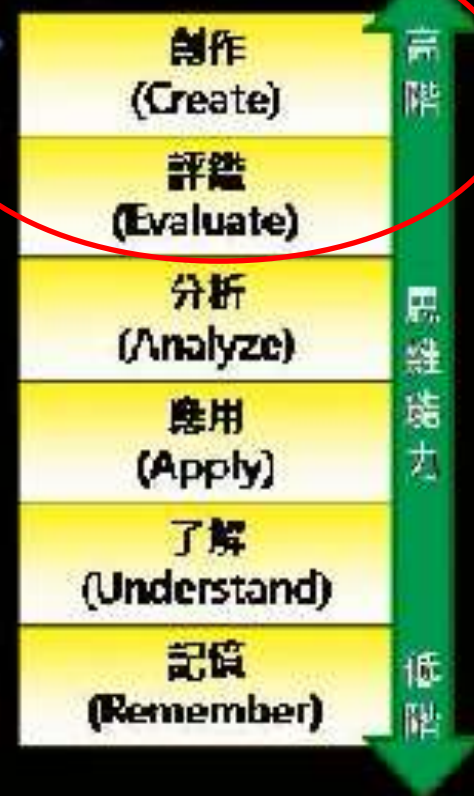 創作
(Create)
評鑑
(Evaluate)
分析
(Analyze)
應用
(Apply)
了解
(Understand)
記憶
(Remember)
高階
思維能力
低階